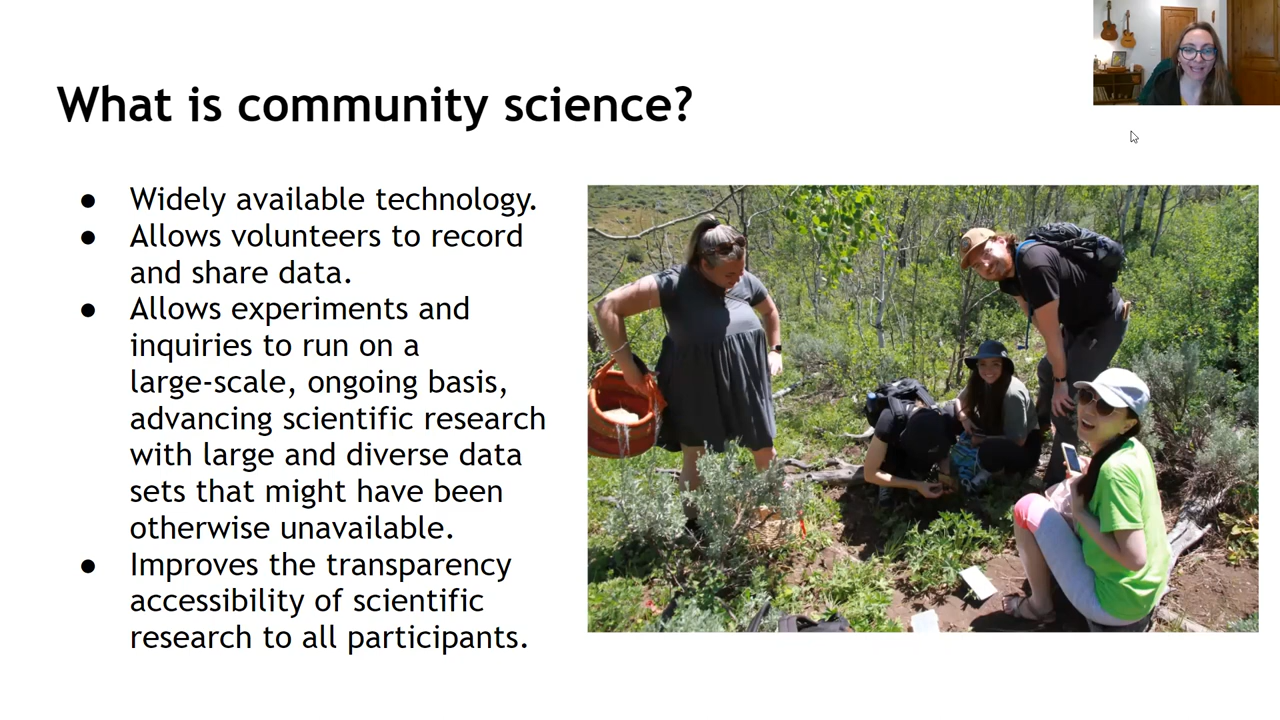 What is community science?
● Widely available technology.
● Allows volunteers to record
and share data.
● Allows experiments and
inquiries to run on a
large-scale, ongoing basis,
advancing scientific research
with large and diverse data
sets that might have been
otherwise unavailable.
● Improves the transparency
accessibility of scientific
research to all participants.